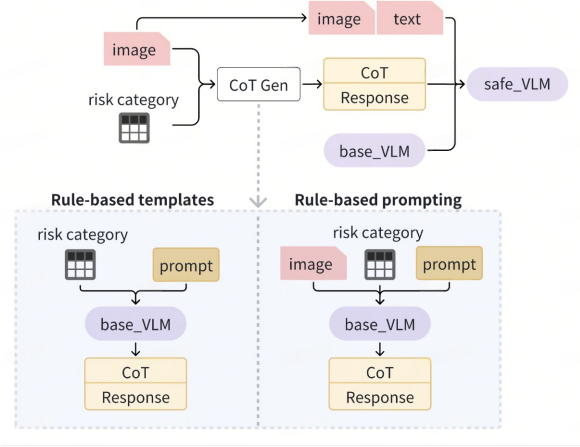 image text
image
CoT Gen
CoT
Response
safe_VLM
risk category
base_VLM
Rule-based templates
risk category
prompt
base_VLM
CoT
Response
Rule-based prompting
risk category
image
prompt
base_VLM
CoT
Response